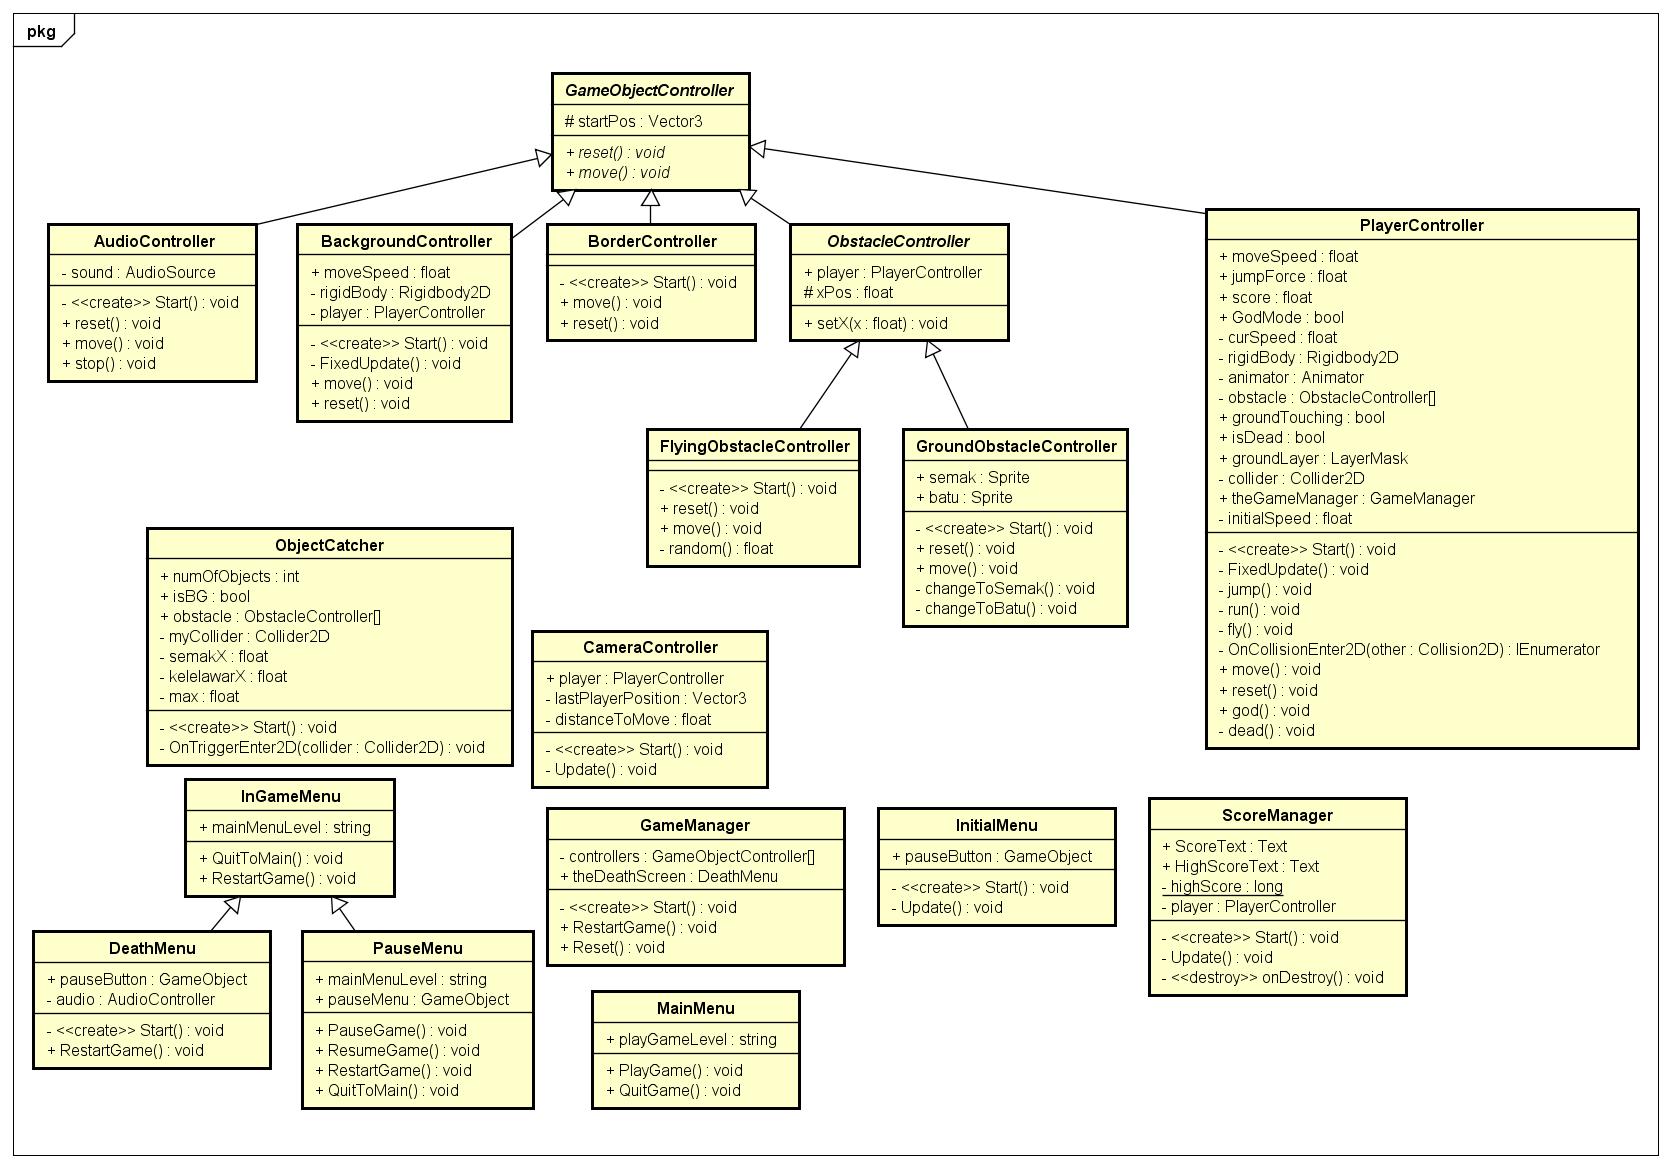 pkg
GameObjectController
# startPos : Vector3
+ reset() : void
+ move() : void
AudioController
- sound : AudioSource
- <<create>> Start() : void
+ reset() : void
+ move() : void
+ stop() : void
BackgroundController
+ moveSpeed : float
- rigidBody : Rigidbody2D
- player : PlayerController
- <<create>> Start() : void
- FixedUpdate() : void
+ move() : void
+ reset() : void
BorderController
- <<create>> Start() : void
+ move() : void
+ reset() : void
ObstacleController
+ player : PlayerController
# xPos : float
+ setX(x : float) : void
PlayerController
+ moveSpeed : float
+ jumpForce : float
+ score : float
+ GodMode : bool
- curSpeed : float
- rigidBody : Rigidbody2D
- animator : Animator
- obstacle : ObstacleController[]
+ groundTouching : bool
+ isDead : bool
+ groundLayer : LayerMask
- collider : Collider2D
+ theGameManager : GameManager
- initialSpeed : float
- <<create>> Start() : void
- FixedUpdate() : void
- jump() : void
- run() : void
- fly() : void
- OnCollisionEnter2D(other : Collision2D) : IEnumerator
+ move() : void
+ reset() : void
+ god() : void
- dead() : void
FlyingObstacleController
- <<create>> Start() : void
+ reset() : void
+ move() : void
- random() : float
GroundObstacleController
+ semak : Sprite
+ batu : Sprite
- <<create>> Start() : void
+ reset() : void
+ move() : void
- changeToSemak() : void
- changeToBatu() : void
ObjectCatcher
+ numOfObjects : int
+ isBG : bool
+ obstacle : ObstacleController[]
- myCollider : Collider2D
- semakX : float
- kelelawarX : float
- max : float
- <<create>> Start() : void
- OnTriggerEnter2D(collider : Collider2D) : void
CameraController
+ player : PlayerController
- lastPlayerPosition : Vector3
- distanceToMove : float
- <<create>> Start() : void
- Update() : void
InGameMenu
+ mainMenuLevel : string
+ QuitToMain() : void
+ RestartGame() : void
GameManager
- controllers : GameObjectController[]
+ theDeathScreen : DeathMenu
- <<create>> Start() : void
+ RestartGame() : void
+ Reset() : void
InitialMenu
+ pauseButton : GameObject
- <<create>> Start() : void
- Update() : void
ScoreManager
+ ScoreText : Text
+ HighScoreText : Text
- highScore : long
- player : PlayerController
- <<create>> Start() : void
- Update() : void
- <<destroy>> onDestroy() : void
DeathMenu
+ pauseButton : GameObject
- audio : AudioController
- <<create>> Start() : void
+ RestartGame() : void
PauseMenu
+ mainMenuLevel : string
+ pauseMenu : GameObject
+ PauseGame() : void
+ ResumeGame() : void
+ RestartGame() : void
+ QuitToMain() : void
MainMenu
+ playGameLevel : string
+ PlayGame() : void
+ QuitGame() : void